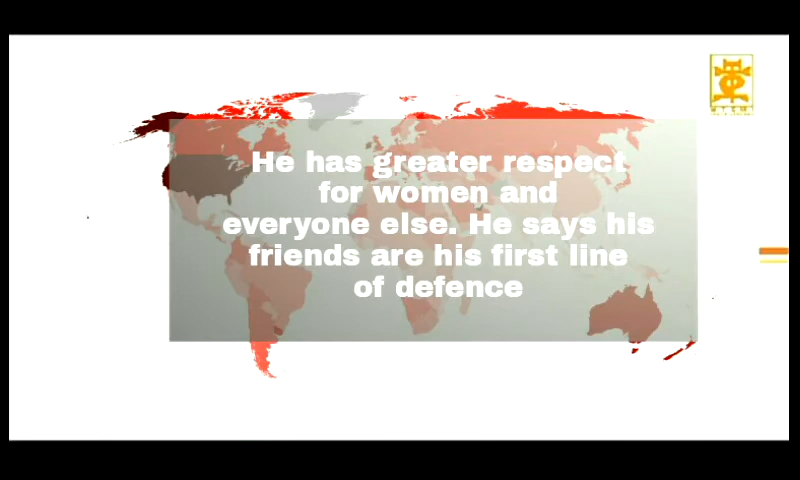 He has greater respect
for women and
everyone else. He says his
friends are his first line
of defence